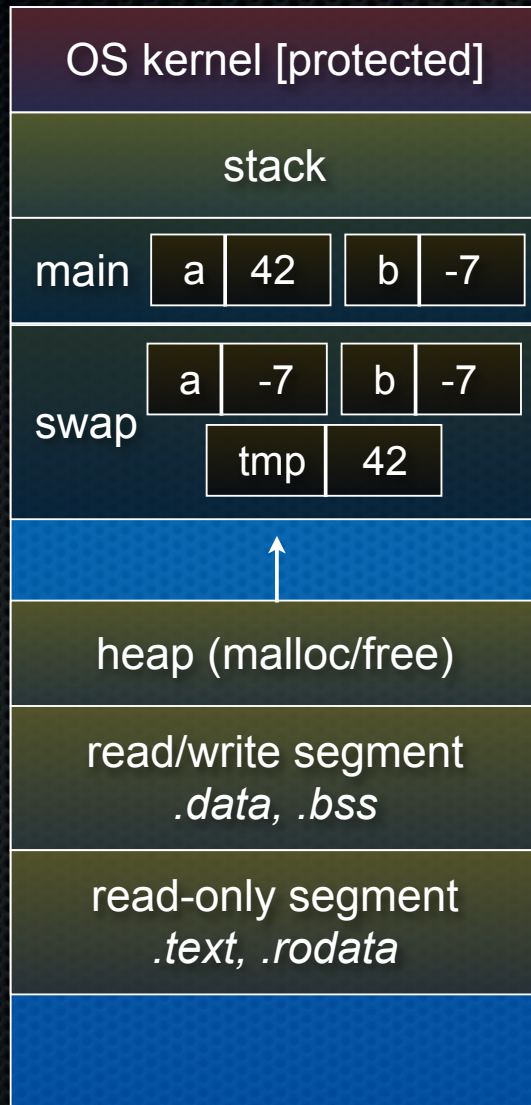 OS kernel [protected]
stack
main a 42 b -7
a -7 b -7
swap
tmp 42
heap (malloc/free)
read/write segment
.data, .bss
read-only segment
.text, .rodata